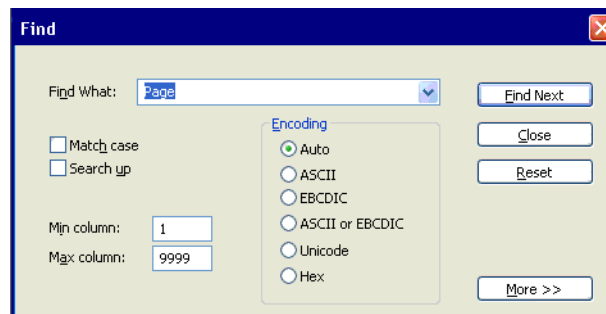 Find
Find What: Page
Find Next
Match case
Search up
Encoding
Auto
ASCII
EBCDIC
ASCII or EBCDIC
Unicode
Hex
Close
Reset
Min column: 1
Max column: 9999
More >>